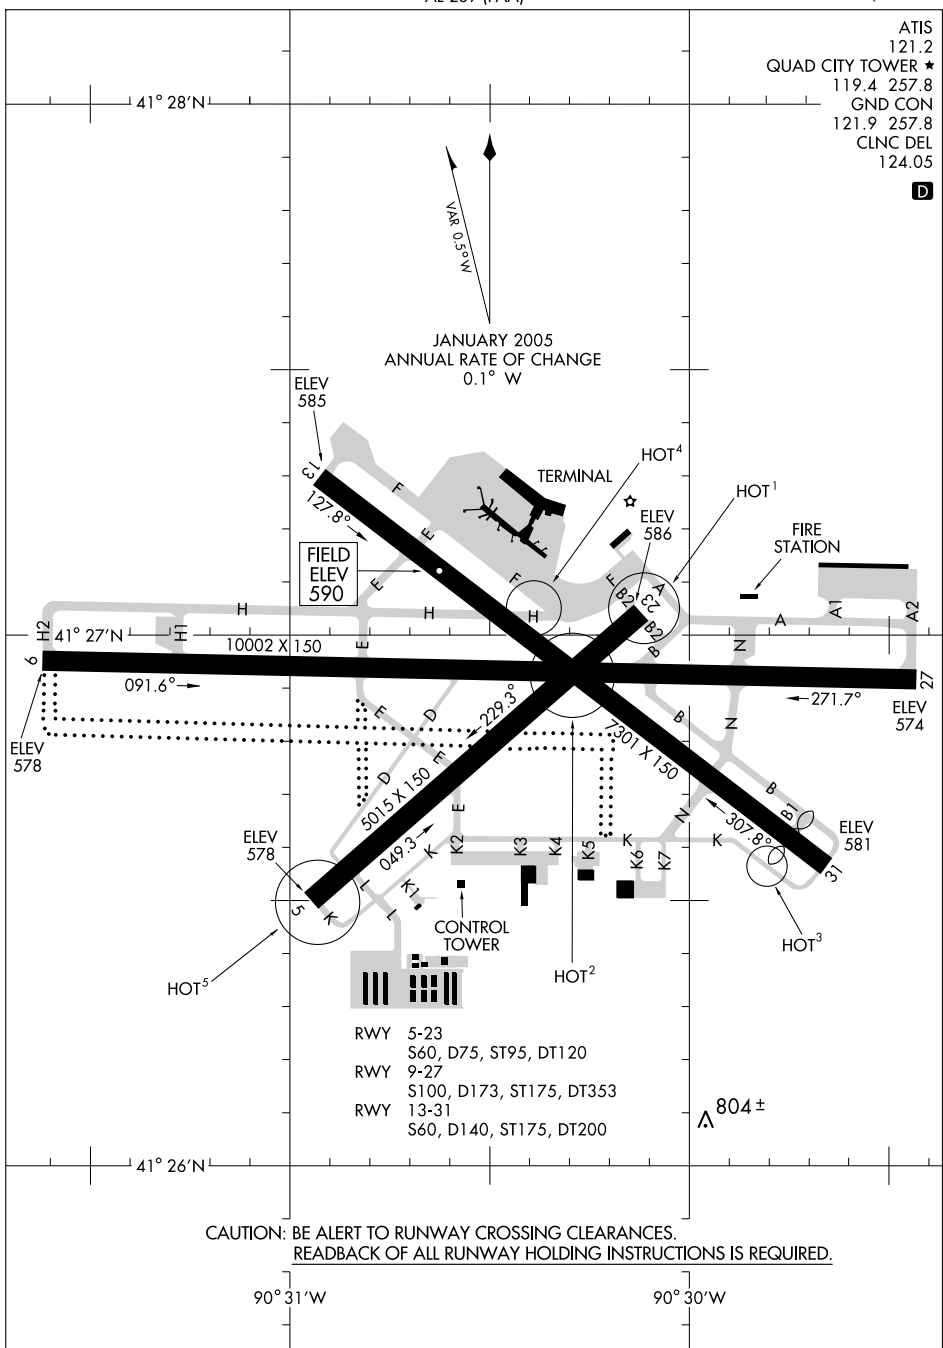 ATIS
121.2
QUAD CITY TOWER ★
119.4 257.8
GND CON
121.9 257.8
CLNC DEL
124.05
D
41° 28'N
VAR 0.5° W
JANUARY 2005
ANNUAL RATE OF CHANGE
0.1° W
ELEV
585
13
127.8°
F
E
TERMINAL
HOT4
HOT1
ELEV
586
FIRE
STATION
FIELD
ELEV
590
E
F
F
A
B2
23
B2
B
H
H
H
A
A1
A2
H2
41° 27'N
H1
E
N
10002 X 150
9
091.6°
271.7°
27
ELEV
574
ELEV
578
E
D
229.3°
7301 X 150
B
N
D
E
5015 X 150
E
B
B1
N
307.8°
ELEV
581
31
ELEV
578
049.3
K
K2
K3
K4
K5
K
K6
K7
K
L
K1
L
5
K
CONTROL
TOWER
HOT5
HOT2
HOT3
RWY 5-23
S60, D75, ST95, DT120
RWY 9-27
S100, D173, ST175, DT353
RWY 13-31
S60, D140, ST175, DT200
804 ±
41° 26'N
CAUTION: BE ALERT TO RUNWAY CROSSING CLEARANCES.
READBACK OF ALL RUNWAY HOLDING INSTRUCTIONS IS REQUIRED.
90° 31'W
90° 30'W